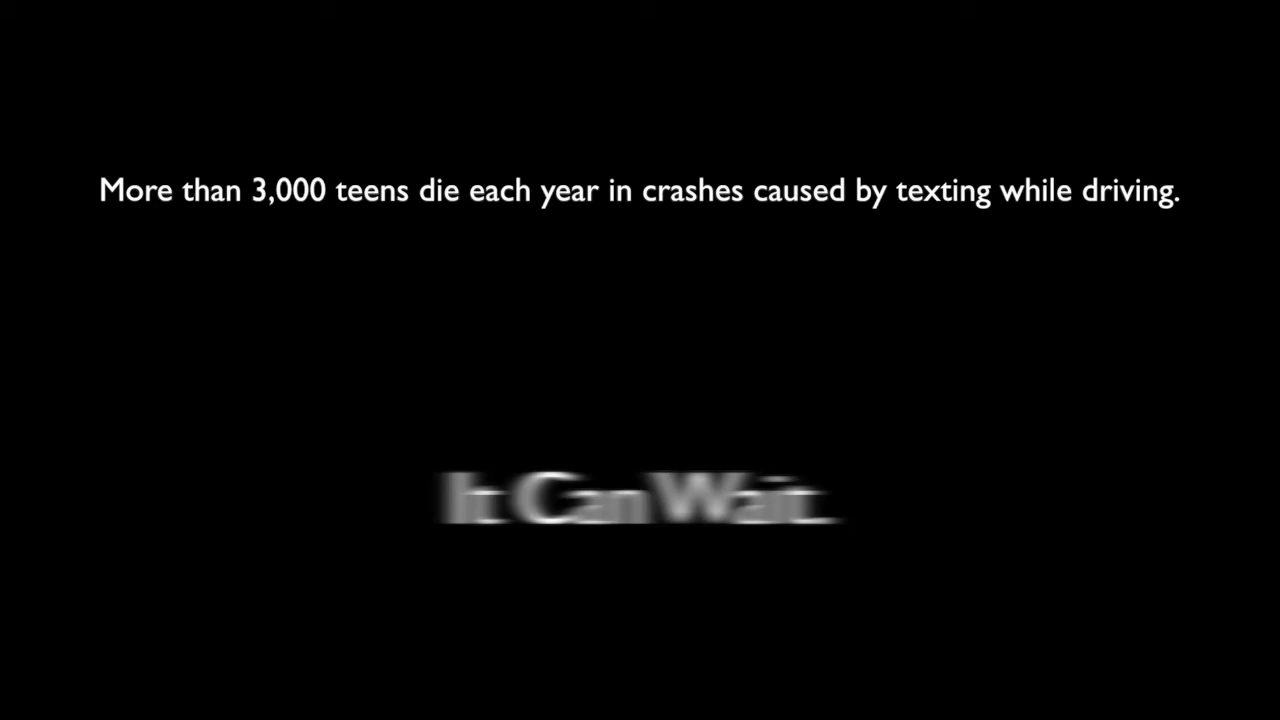 More than 3,000 teens die each year in crashes caused by texting while driving.
It Can Wait.